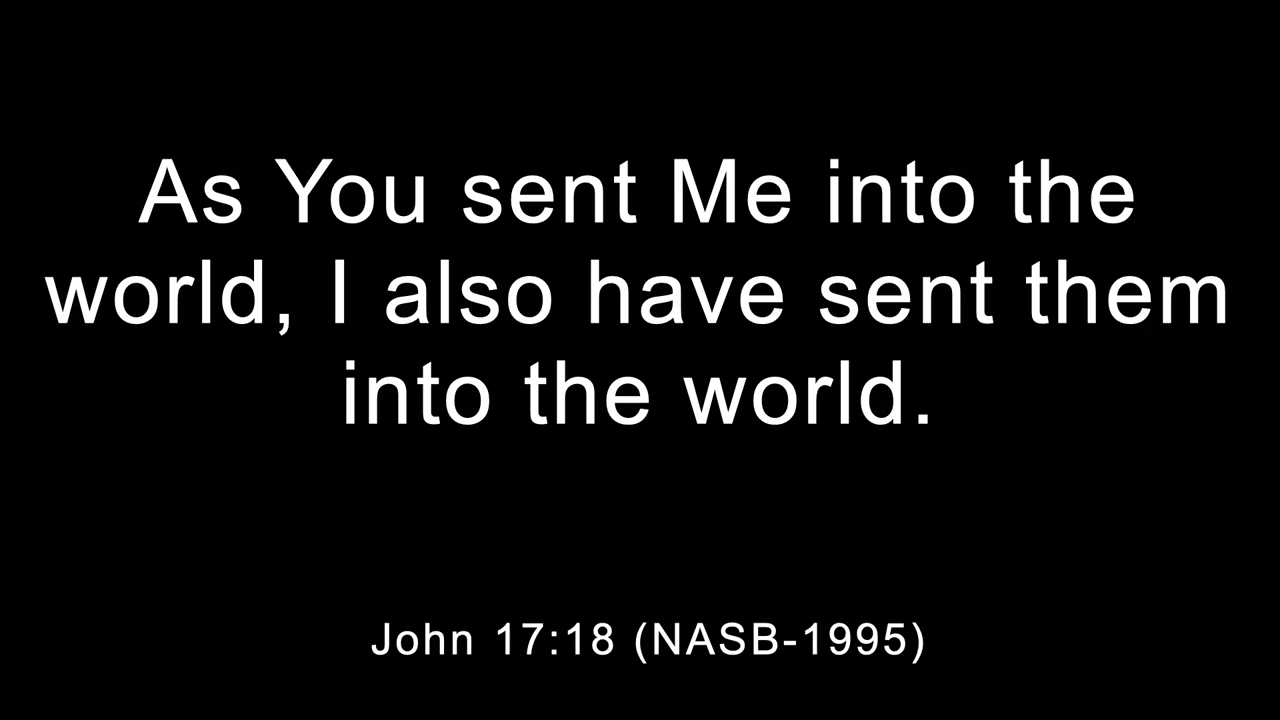 As You sent Me into the
world, I also have sent them
into the world.
John 17:18 (NASB-1995)